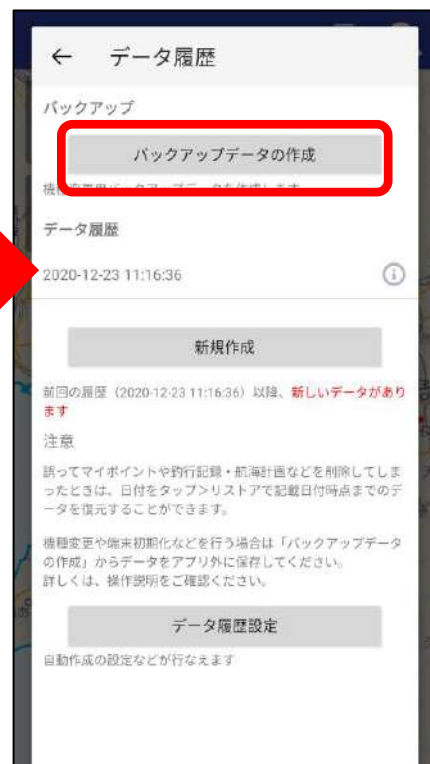 ← データ履歴
バックアップ
バックアップデータの作成
データ履歴
2020-12-23 11:16:36
新規作成
前回の履歴（2020-12-23 11:16:36）以降、新しいデータがあり
ます
注意
誤ってマイポイントや釣行記録・航海計画などを削除してしま
ったときは、日付をタップ＞リストアで記載日付時点までのデ
ータを復元することができます。
機種変更や端末初期化などを行う場合は「バックアップデータ
の作成」からデータをアプリ外に保存してください。
詳しくは、操作説明をご確認ください。
データ履歴設定
自動作成の設定などが行なえます